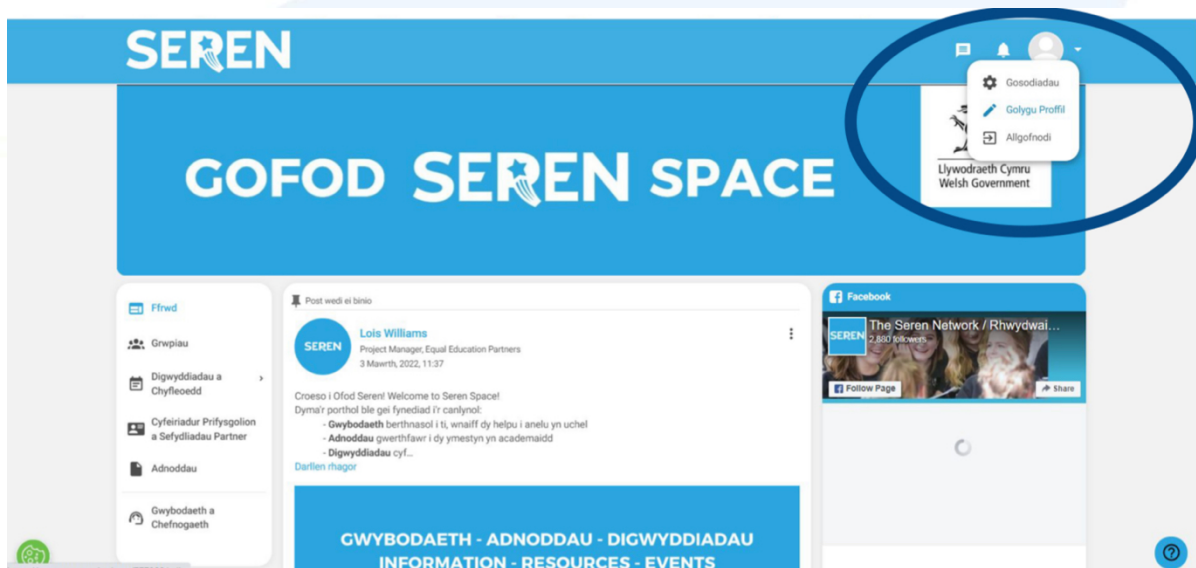 SEREN
Gosodiadau
Golygu Proffil
Allgofnodi
GOFOD SEREN SPACE
Llywodraeth Cymru
Welsh Government
Ffrwd
Grwpiau
Digwyddiadau a
Chyfleoedd
Cyfeiriadur Prifysgolion
a Sefydliadau Partner
Adnoddau
Gwybodaeth a
Chefnogaeth
Post wedi ei binio
SEREN
Lois Williams
Project Manager, Equal Education Partners
3 Mawrth, 2022, 11:37
Croeso i Ofod Seren! Welcome to Seren Space!
Dyma'r porthol ble gei fynediad i'r canlynol:
- Gwybodaeth berthnasol i ti, wnaiff dy helpu i anelu yn uchel
- Adnoddau gwerthfawr i dy ymestyn yn academaidd
- Digwyddiadau cyf...
Darllen rhagor
GWYBODAETH - ADNODDAU - DIGWYDDIADAU
INFORMATION - RESOURCES - EVENTS
Facebook
SEREN
The Seren Network / Rhwydwai...
2,880 followers
Follow Page
Share